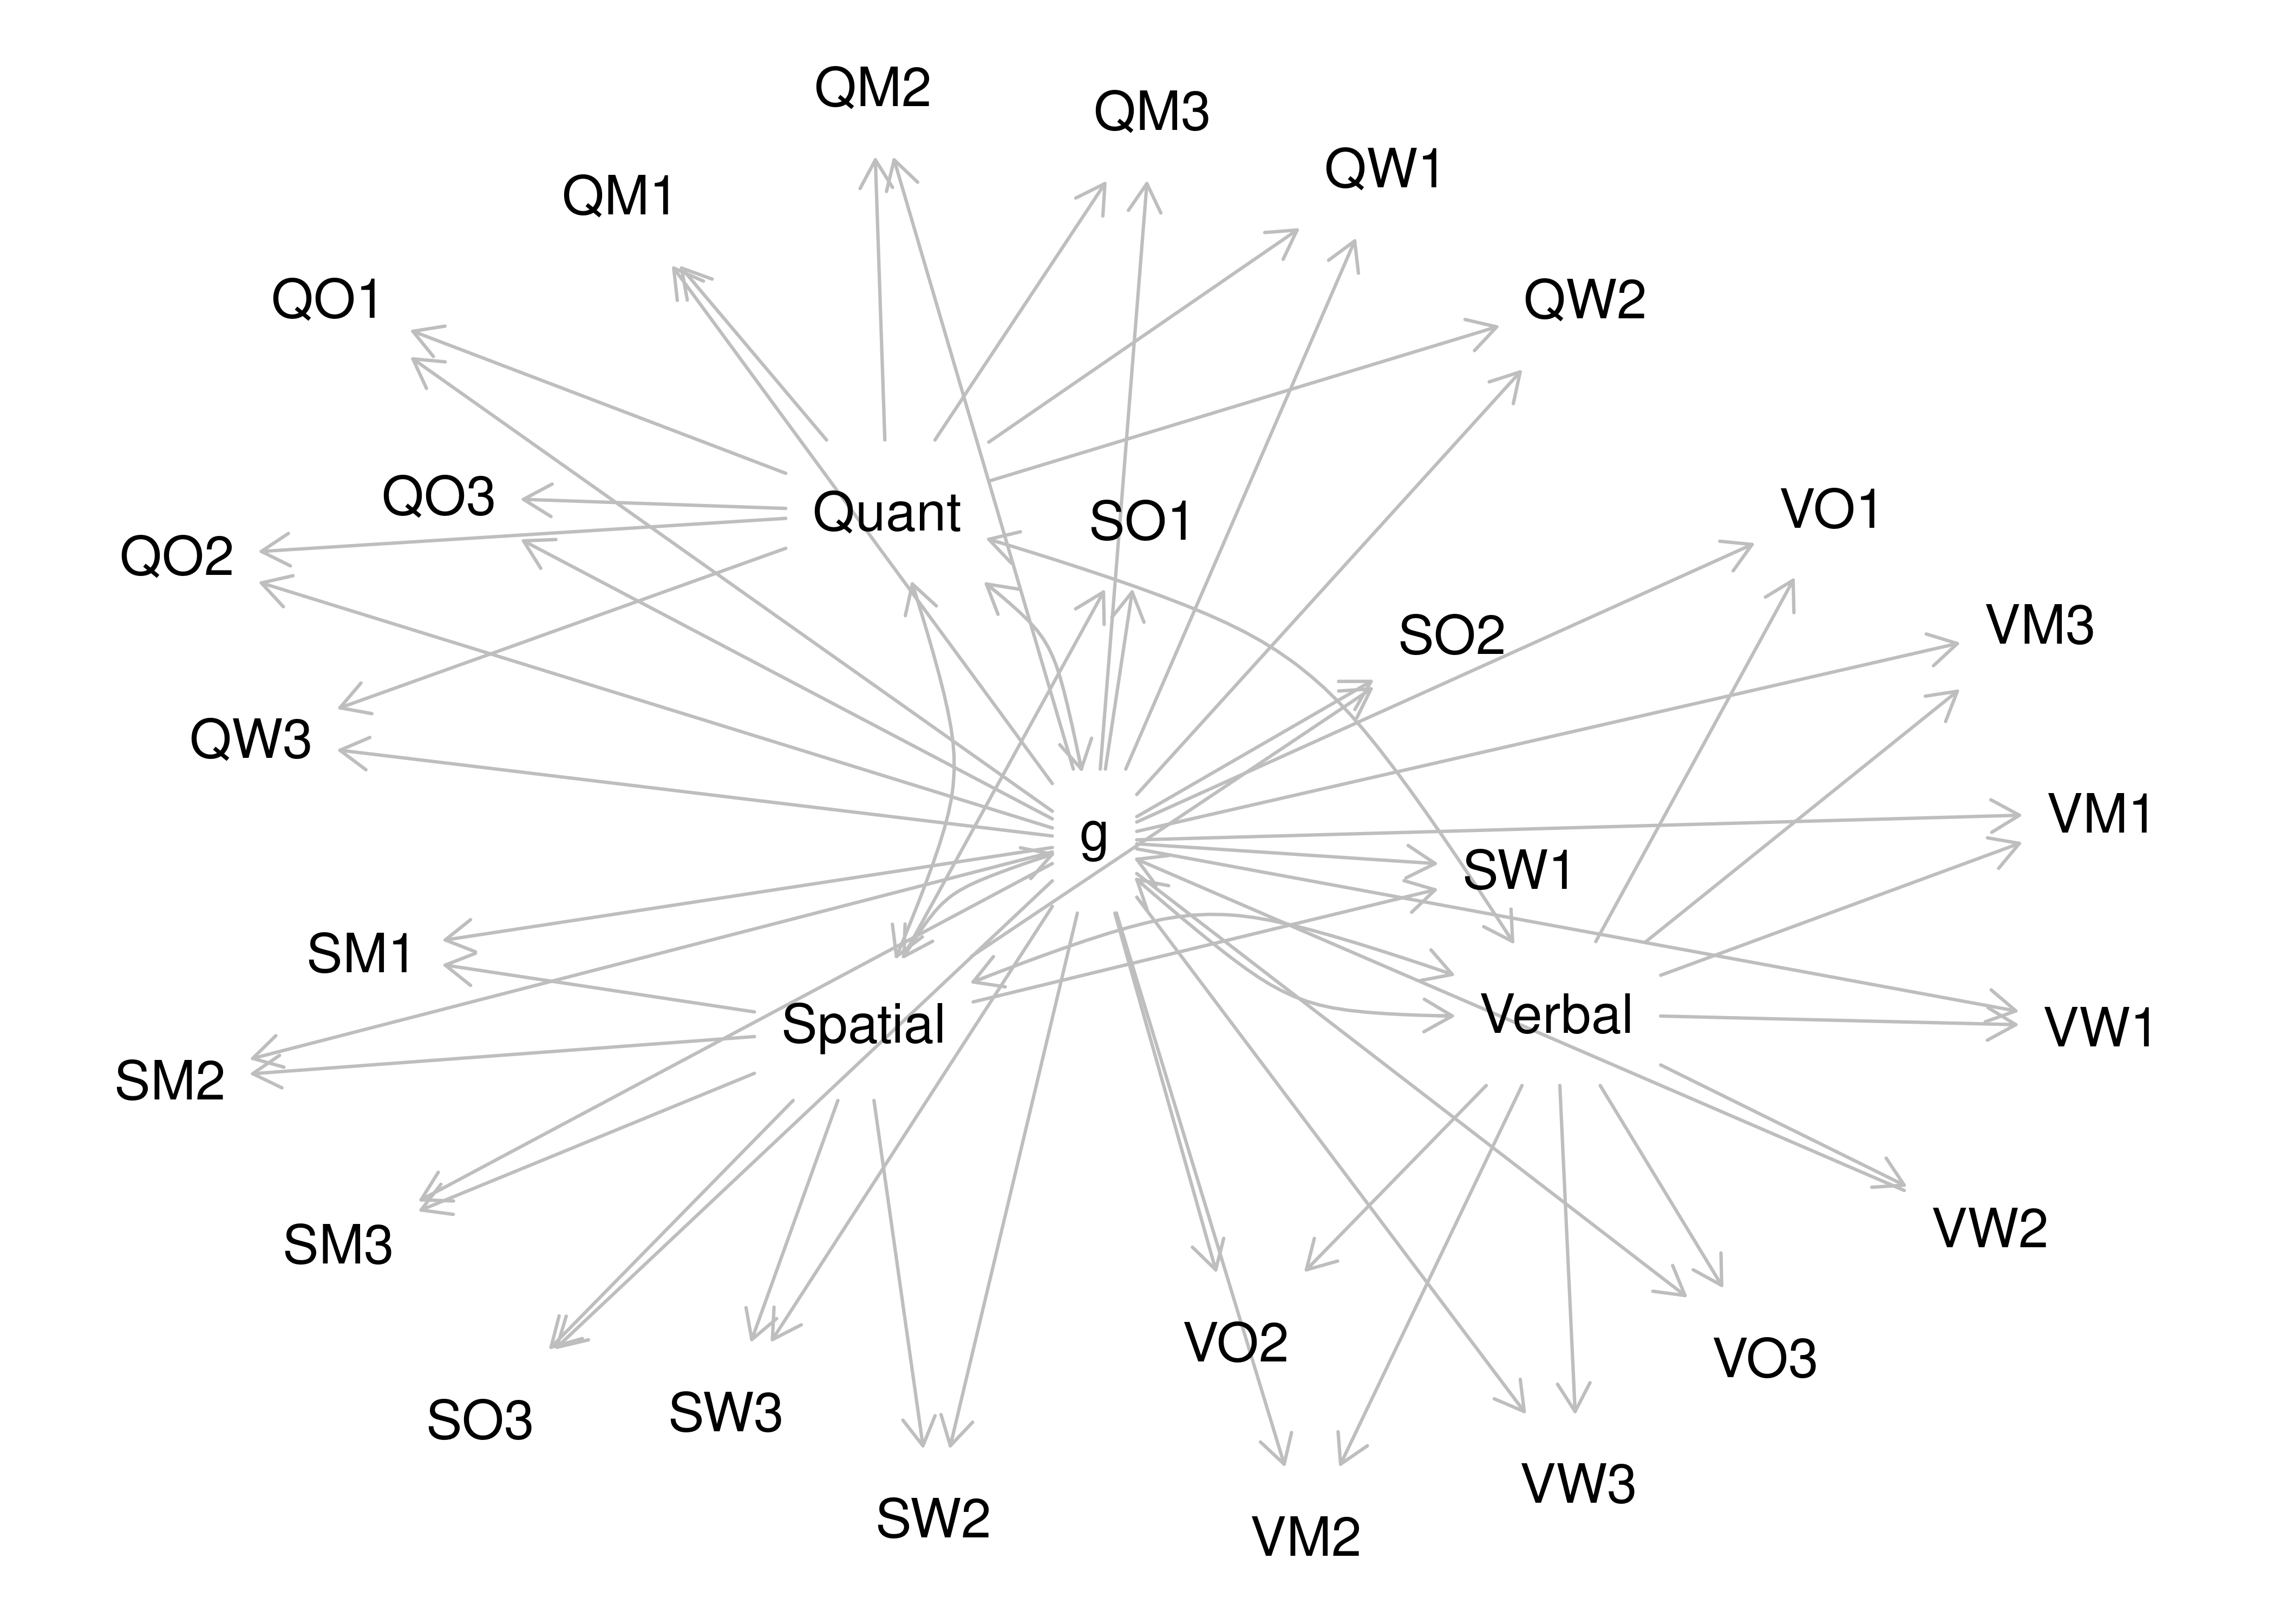 QM2
QM3
QW1
QM1
QO1
QW2
QO3
Quant
SO1
VO1
QO2
SO2
VM3
QW3
g
VM1
SW1
SM1
Spatial
Verbal
VW1
SM2
VW2
SM3
VO2
VO3
SO3
SW3
VW3
SW2
VM2